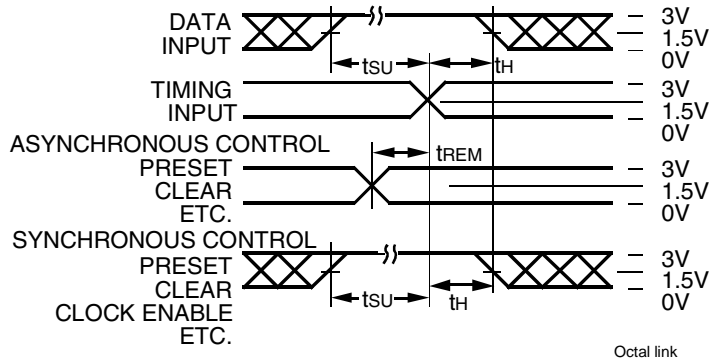 DATA INPUT
3V
1.5V
0V
tSU
tH
TIMING INPUT
3V
1.5V
0V
ASYNCHRONOUS CONTROL
PRESET
CLEAR
ETC.
tREM
3V
1.5V
0V
SYNCHRONOUS CONTROL
PRESET
CLEAR
CLOCK ENABLE
ETC.
tSU
tH
3V
1.5V
0V
Octal link